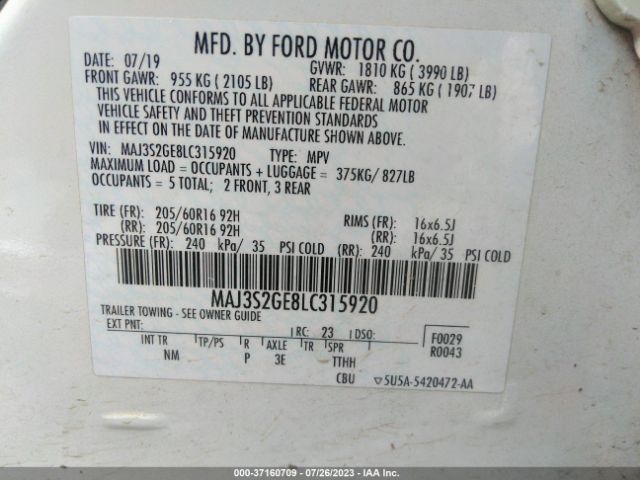 MFD. BY FORD MOTOR CO.
DATE: 07/19 GVWR: 1810 KG ( 3990 LB)
FRONT GAWR: 955 KG ( 2105 LB) REAR GAWR: 865 KG ( 1907 LB)
THIS VEHICLE CONFORMS TO ALL APPLICABLE FEDERAL MOTOR
VEHICLE SAFETY AND THEFT PREVENTION STANDARDS
IN EFFECT ON THE DATE OF MANUFACTURE SHOWN ABOVE.
VIN: MAJ3S2GE8LC315920 TYPE: MPV
MAXIMUM LOAD = OCCUPANTS + LUGGAGE = 375KG/ 827LB
OCCUPANTS = 5 TOTAL; 2 FRONT, 3 REAR
TIRE (FR): 205/60R16 92H RIMS (FR): 16x6.5J
(RR): 205/60R16 92H (RR): 16x6.5J
PRESSURE (FR): 240 kPa/ 35 PSI COLD (RR): 240 kPa/ 35 PSI COLD
MAJ3S2GE8LC315920
TRAILER TOWING - SEE OWNER GUIDE
EXT PNT: RC: 23 DSO: F0029
INT TR TP/PS R AXLE TR SPR R0043
NM P 3E TTHH
CBU 5U5A-5420472-AA
000-37160709 / 07/26/2023 / IAA Inc.